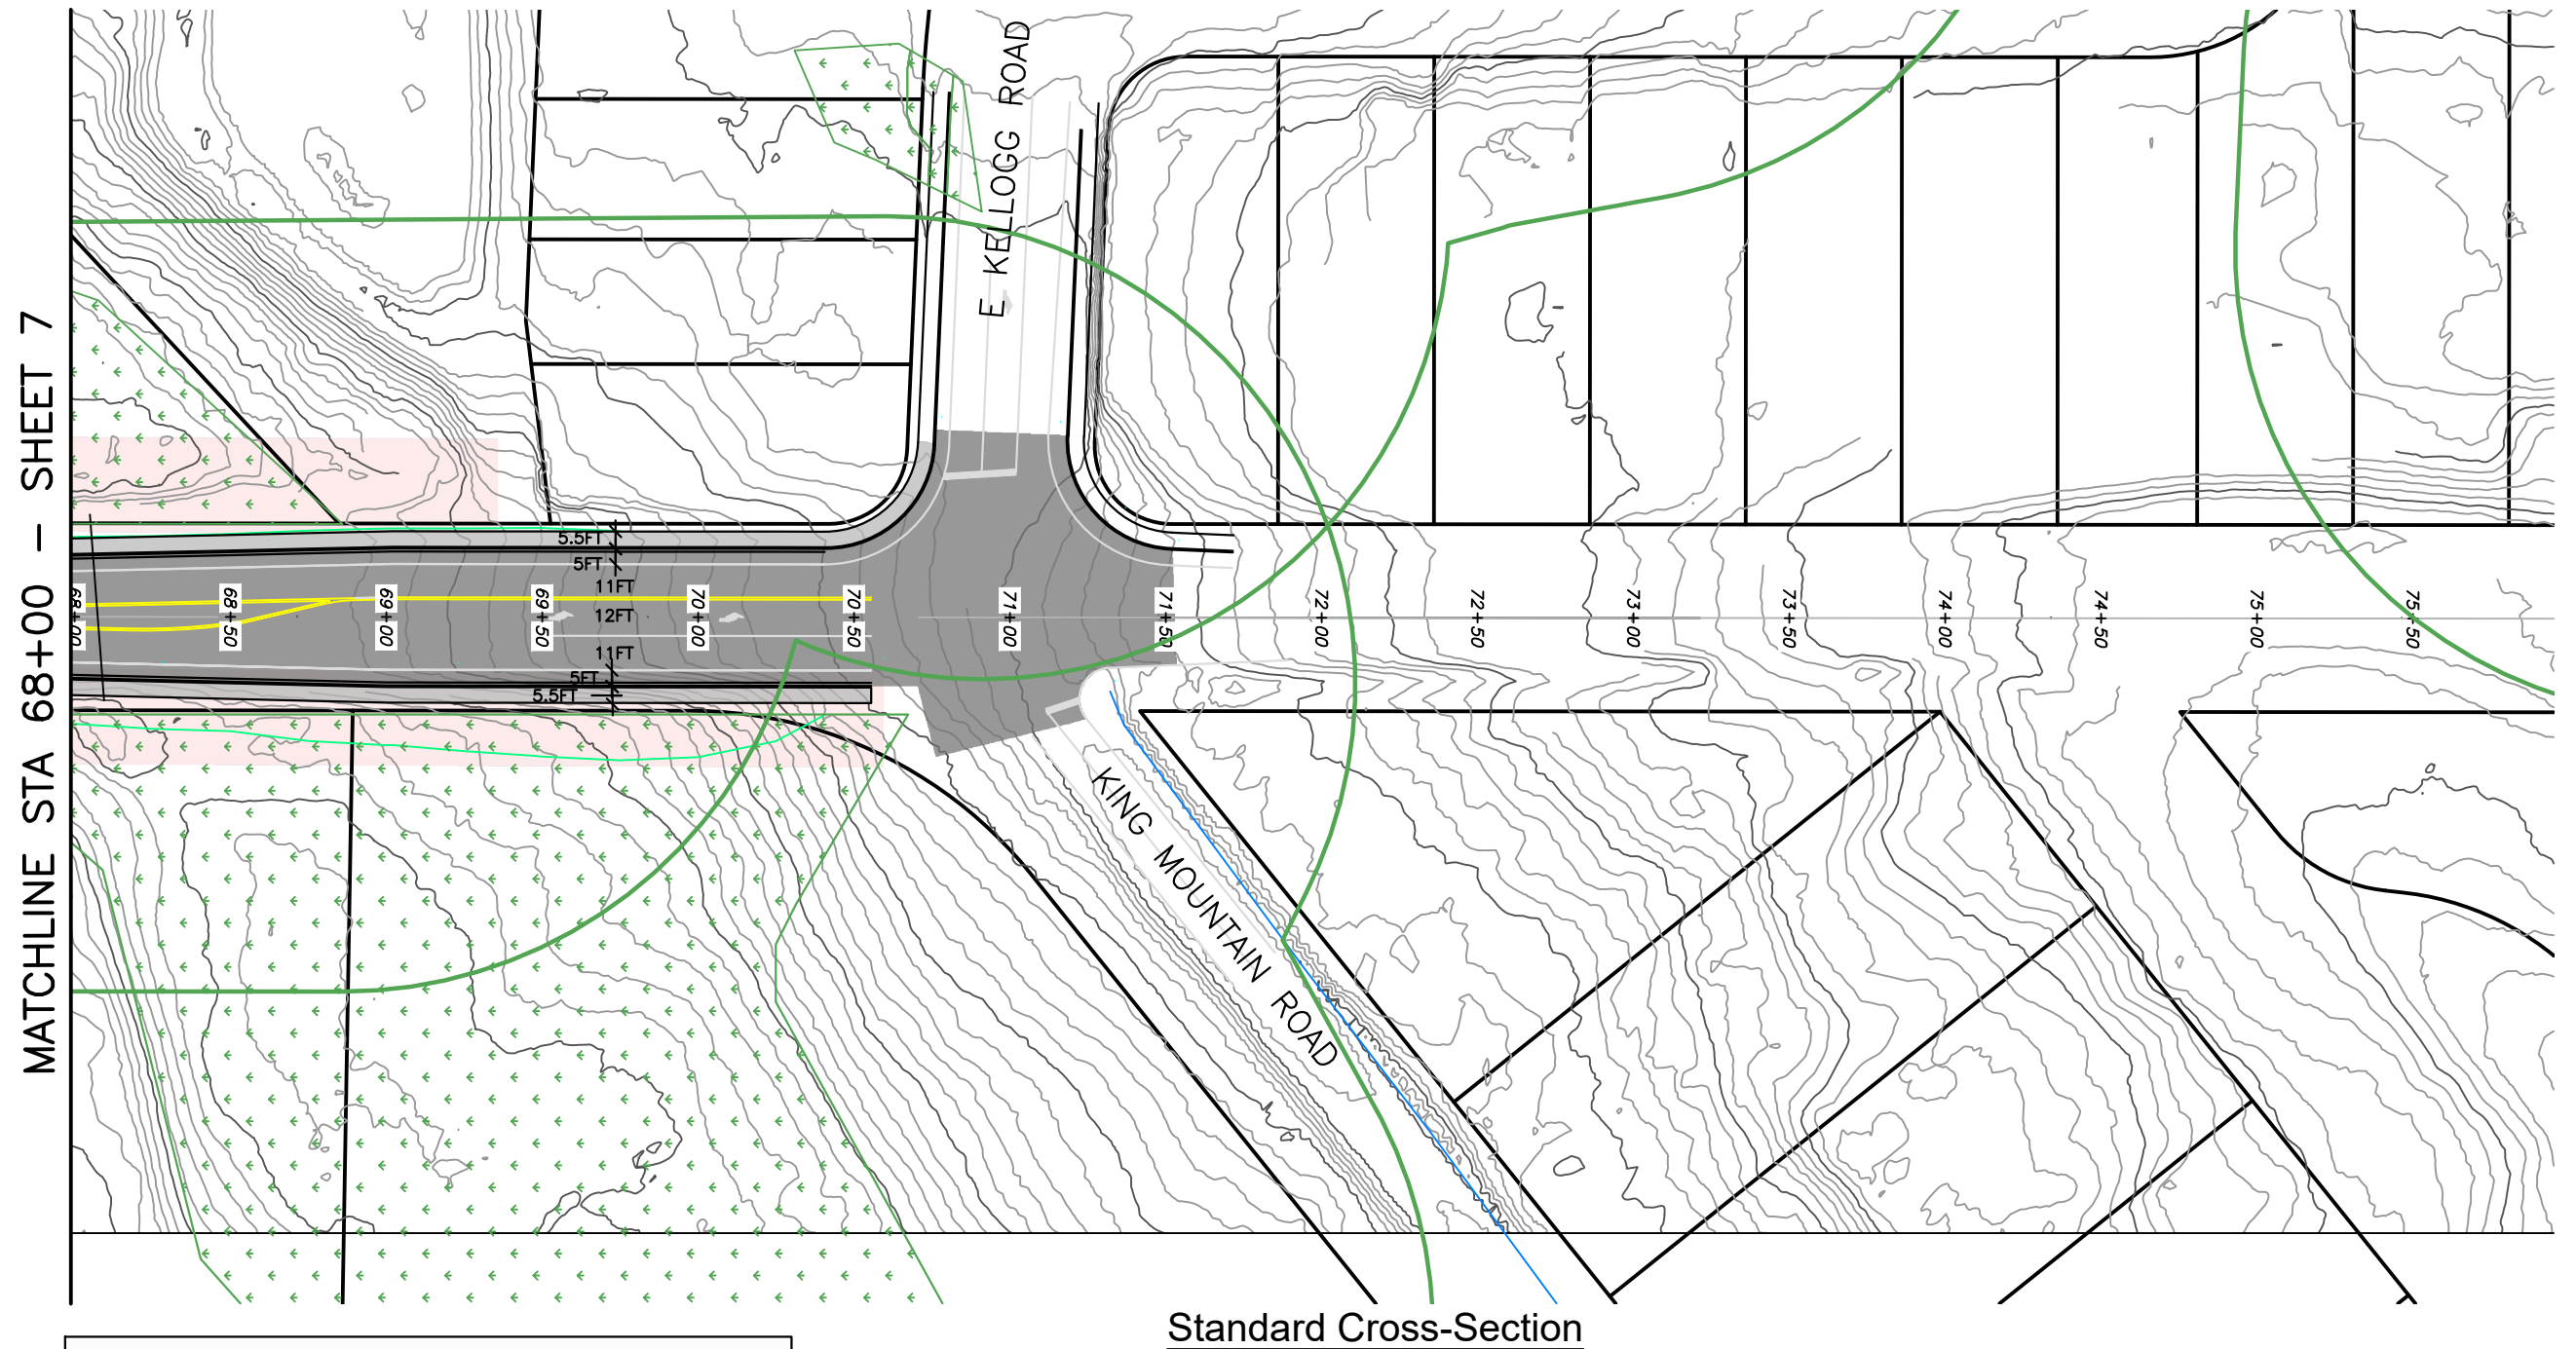 MATCHLINE STA 68+00 – SHEET 7
E KELLOGG ROAD
5.5FT
5FT
11FT
12FT
11FT
5FT
5.5FT
68+00
68+50
69+00
69+50
70+00
70+50
71+00
71+50
72+00
72+50
73+00
73+50
74+00
74+50
75+00
75+50
KING MOUNTAIN ROAD
Standard Cross-Section